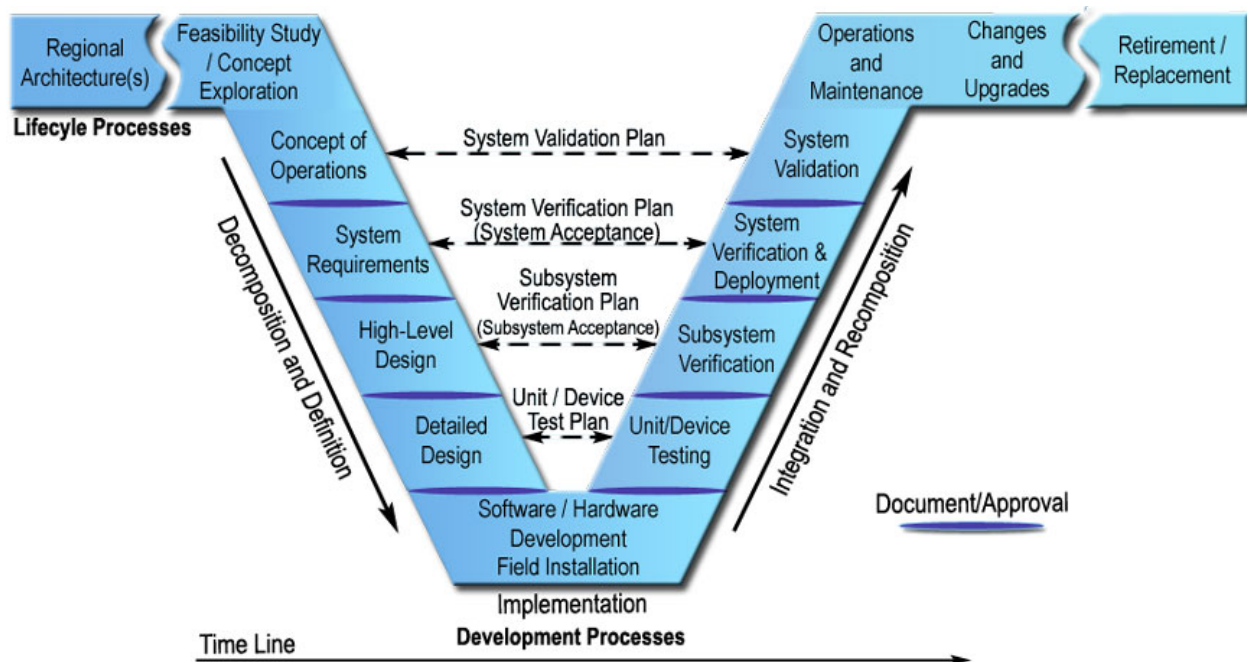 Regional
Architecture(s)
Feasibility Study
/ Concept
Exploration
Operations
and
Maintenance
Changes
and
Upgrades
Retirement /
Replacement
Lifecyle Processes
Concept of
Operations
System Validation Plan
System
Validation
System
Requirements
System Verification Plan
(System Acceptance)
System
Verification &
Deployment
High-Level
Design
Subsystem
Verification Plan
(Subsystem Acceptance)
Subsystem
Verification
Detailed
Design
Unit / Device
Test Plan
Unit/Device
Testing
Decomposition and Definition
Integration and Recomposition
Software / Hardware
Development
Field Installation
Document/Approval
Implementation
Development Processes
Time Line